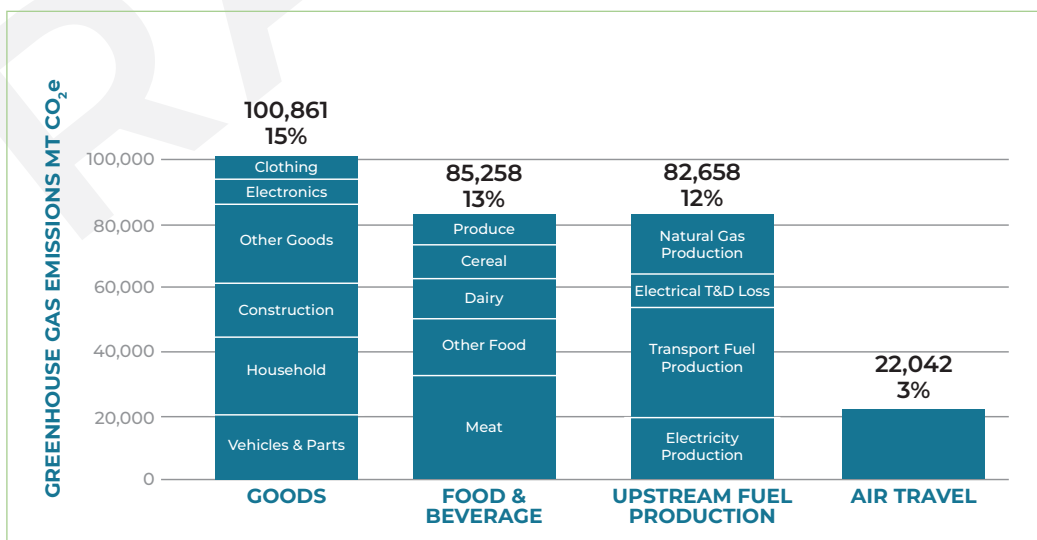 GREENHOUSE GAS EMISSIONS MT CO₂e
100,000
80,000
60,000
40,000
20,000
0
100,861
15%
Clothing
Electronics
Other Goods
Construction
Household
Vehicles & Parts
GOODS
85,258
13%
Produce
Cereal
Dairy
Other Food
Meat
FOOD &
BEVERAGE
82,658
12%
Natural Gas
Production
Electrical T&D Loss
Transport Fuel
Production
Electricity
Production
UPSTREAM FUEL
PRODUCTION
22,042
3%
AIR TRAVEL